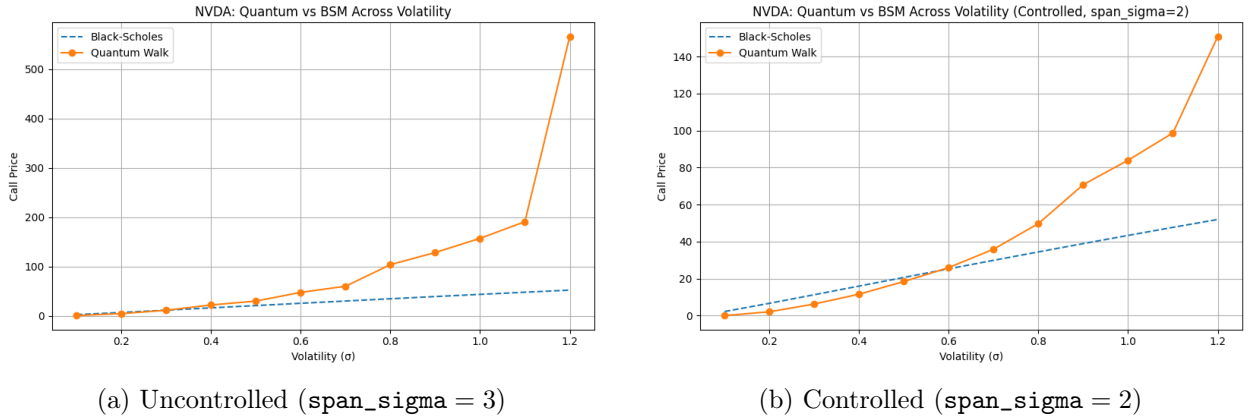 NVDA: Quantum vs BSM Across Volatility
Black-Scholes
Quantum Walk
Call Price
500
400
300
200
100
0
0.2
0.4
0.6
0.8
1.0
1.2
Volatility (σ)
(a) Uncontrolled (span_sigma = 3)
NVDA: Quantum vs BSM Across Volatility (Controlled, span_sigma=2)
Black-Scholes
Quantum Walk
Call Price
140
120
100
80
60
40
20
0
0.2
0.4
0.6
0.8
1.0
1.2
Volatility (σ)
(b) Controlled (span_sigma = 2)